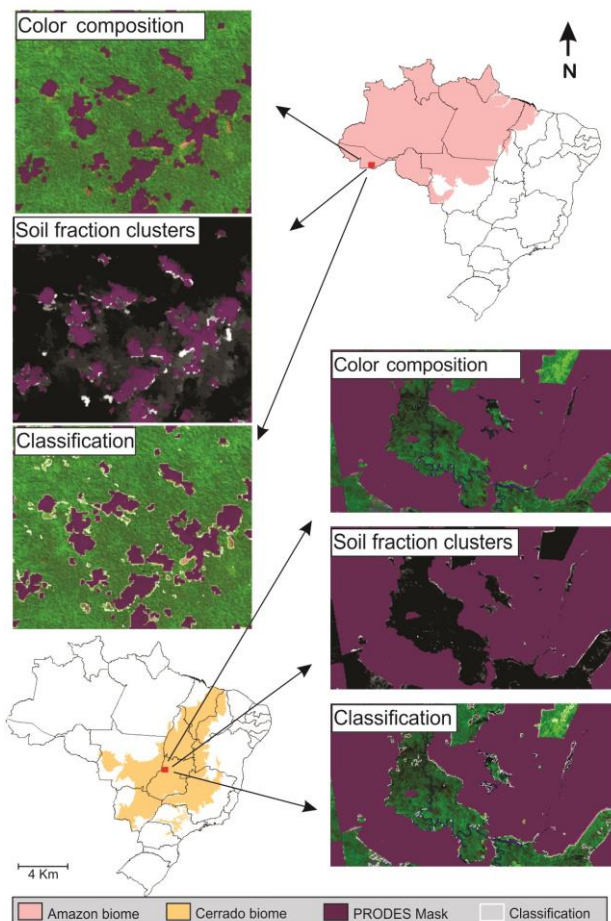 Color composition
N
Soil fraction clusters
Color composition
Classification
Soil fraction clusters
Classification
4 Km
Amazon biome
Cerrado biome
PRODES Mask
Classification